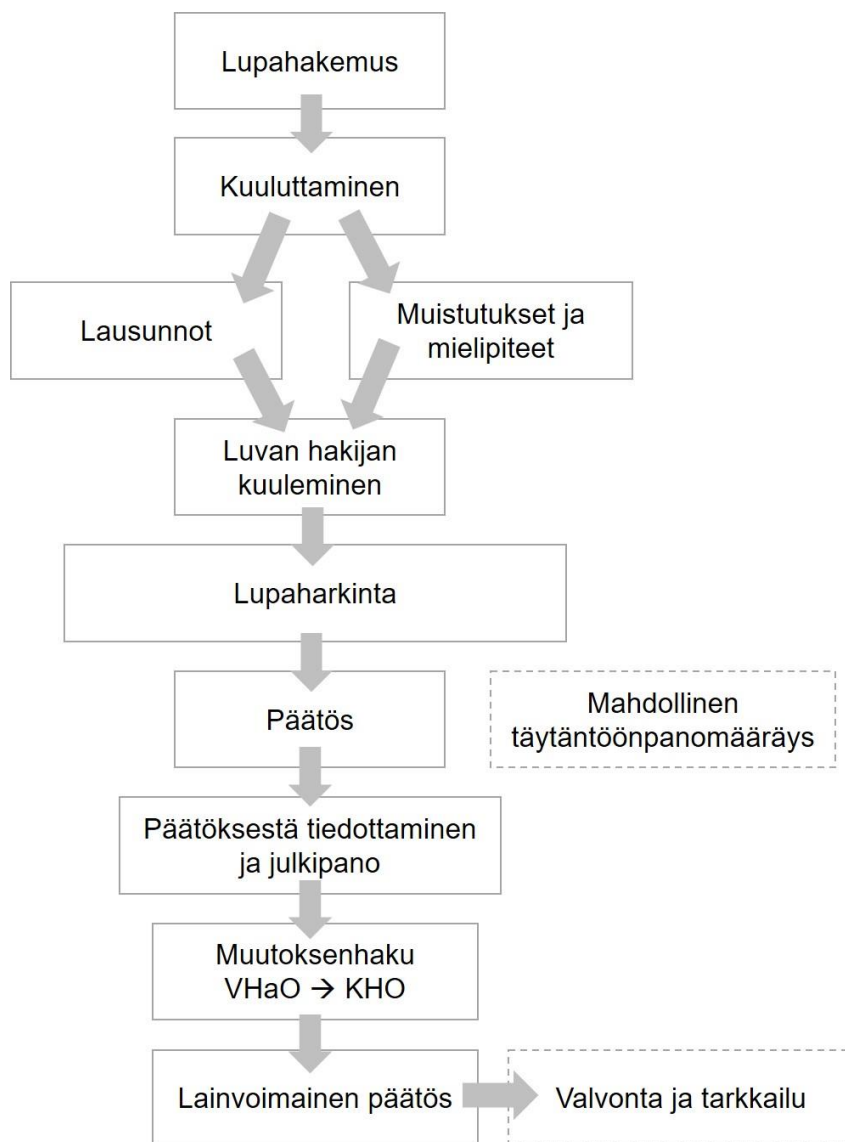 Lupahakemus
Kuuluttaminen
Lausunnot
Muistutukset ja
mielipiteet
Luvan hakijan
kuuleminen
Lupaharkinta
Päätös
Mahdollinen
täytäntöönpanomääräys
Päätöksestä tiedottaminen
ja julkipano
Muutoksenhaku
VHaO → KHO
Lainvoimainen päätös
Valvonta ja tarkkailu